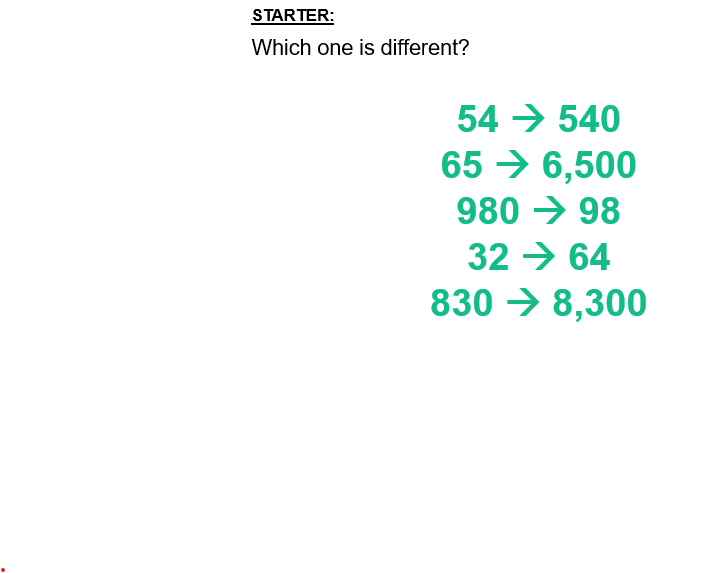 STARTER:
Which one is different?
54 → 540
65 → 6,500
980 → 98
32 → 64
830 → 8,300